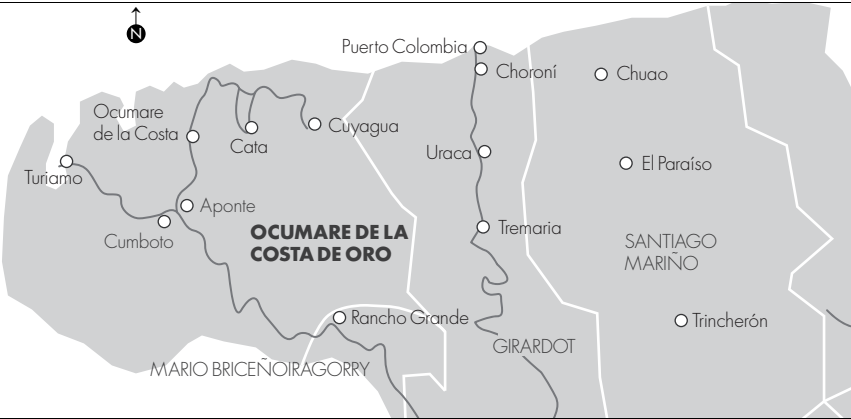 N
Puerto Colombia
Choroní
Chuao
Ocumare
de la Costa
Cata
Cuyagua
Uraca
El Paraíso
Turiamo
Aponte
Cumboto
OCUMARE DE LA
COSTA DE ORO
Tremaria
SANTIAGO
MARIÑO
Rancho Grande
Trincherón
GIRARDOT
MARIO BRICEÑOIRAGORRY